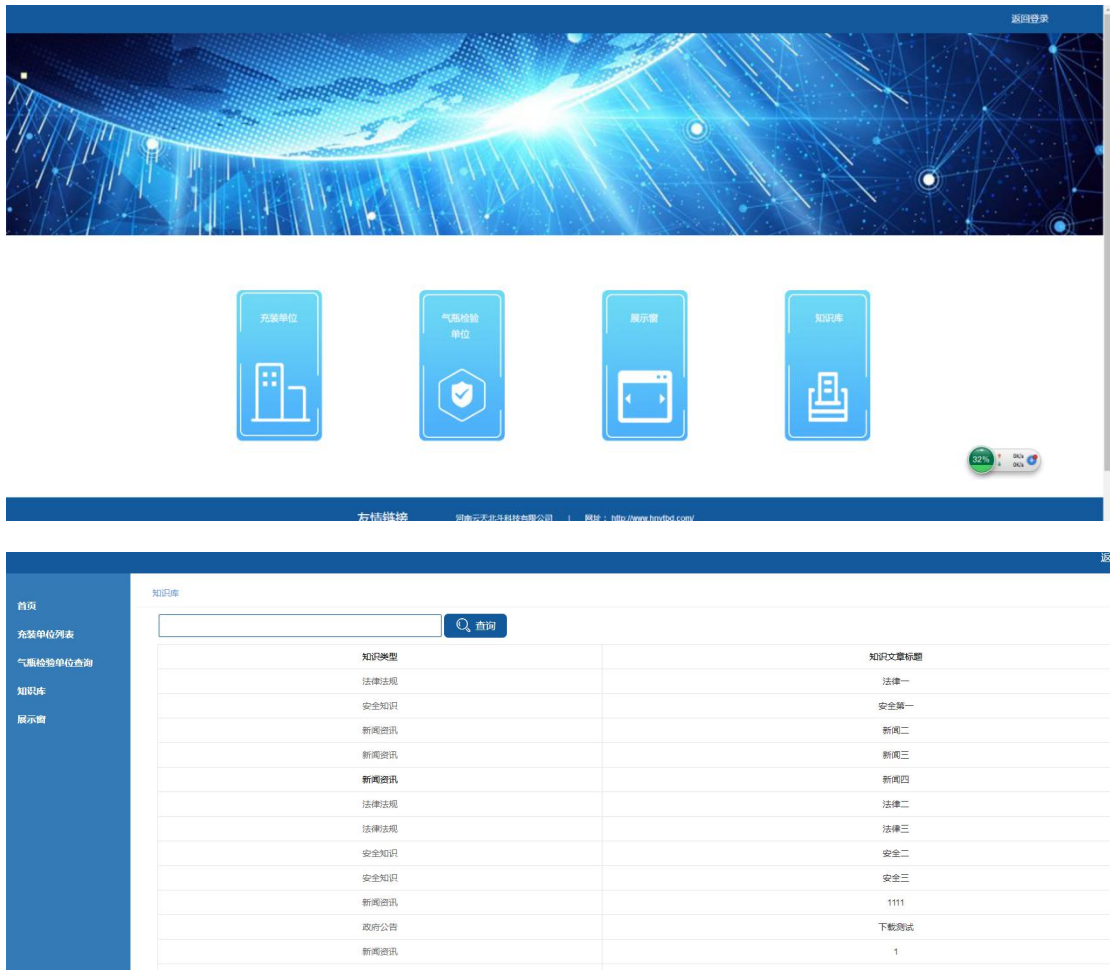 返回登录
充装单位
气瓶检验
单位
展示窗
知识库
32%
0K/s
0K/s
友情链接 河南云天北斗科技有限公司 | 网址： http://www.hnytbd.com/
返
首页
充装单位列表
气瓶检验单位查询
知识库
展示窗
知识库
查询
知识类型 知识文章标题
法律法规 法律一
安全知识 安全第一
新闻资讯 新闻二
新闻资讯 新闻三
新闻资讯 新闻四
法律法规 法律二
法律法规 法律三
安全知识 安全二
安全知识 安全三
新闻资讯 1111
政府公告 下载测试
新闻资讯 1